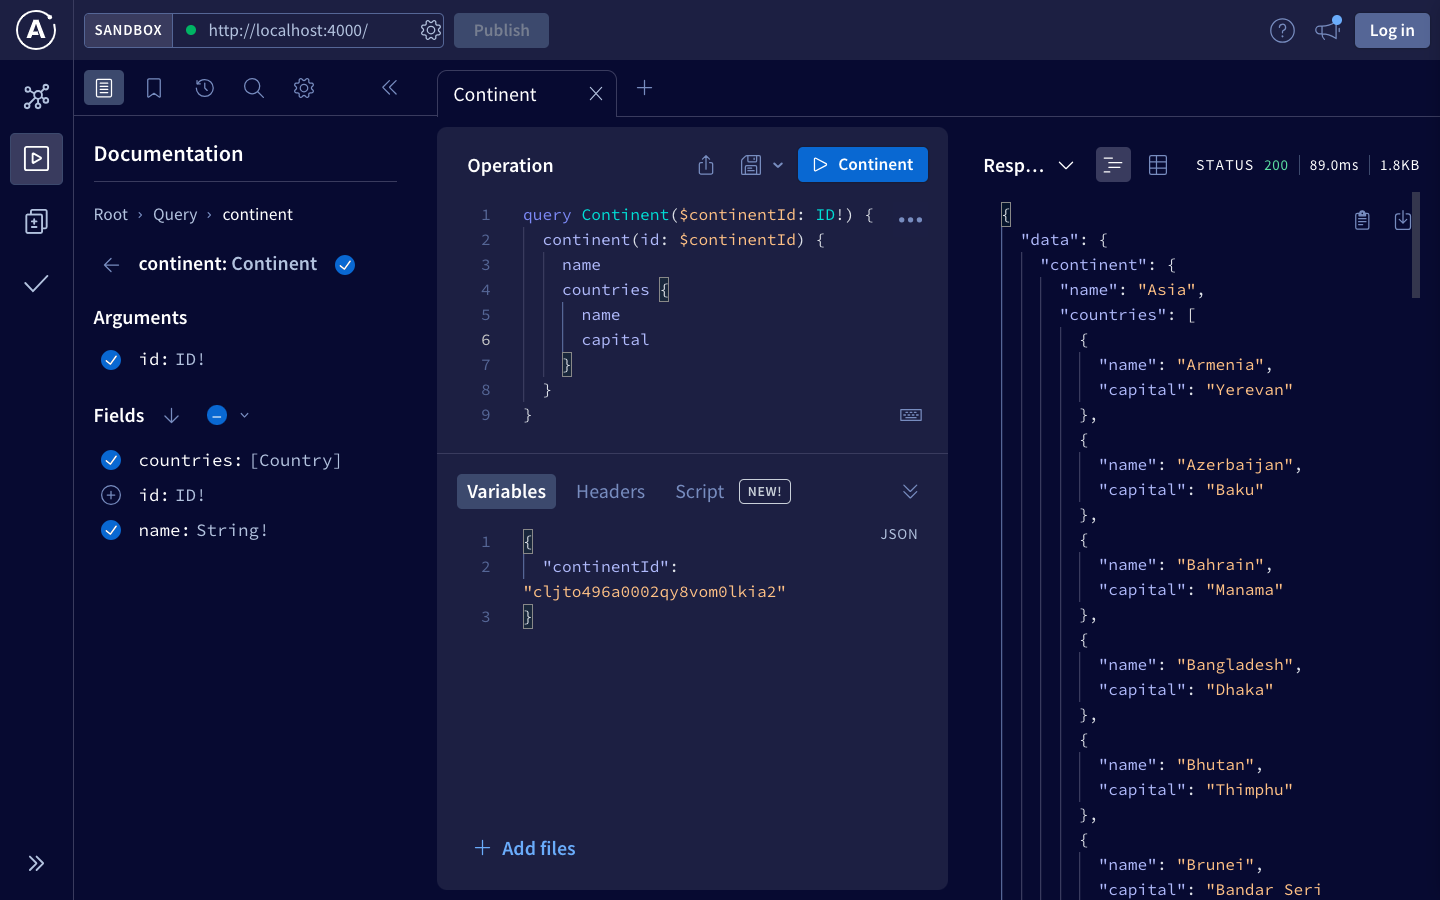 A SANDBOX http://localhost:4000/ Publish ? Log in
Continent
Documentation
Root › Query › continent
continent: Continent
Arguments
id: ID!
Fields
countries: [Country]
id: ID!
name: String!
Operation
Continent
1 query Continent($continentId: ID!) {
2 continent(id: $continentId) {
3 name
4 countries {
5 name
6 capital
7 }
8 }
9 }
Variables Headers Script NEW!
JSON
1 {
2 "continentId":
"cljto496a0002qy8vom0lkia2"
3 }
Add files
Resp... STATUS 200 89.0ms 1.8KB
{
"data": {
"continent": {
"name": "Asia",
"countries": [
{
"name": "Armenia",
"capital": "Yerevan"
},
{
"name": "Azerbaijan",
"capital": "Baku"
},
{
"name": "Bahrain",
"capital": "Manama"
},
{
"name": "Bangladesh",
"capital": "Dhaka"
},
{
"name": "Bhutan",
"capital": "Thimphu"
},
{
"name": "Brunei",
"capital": "Bandar Seri